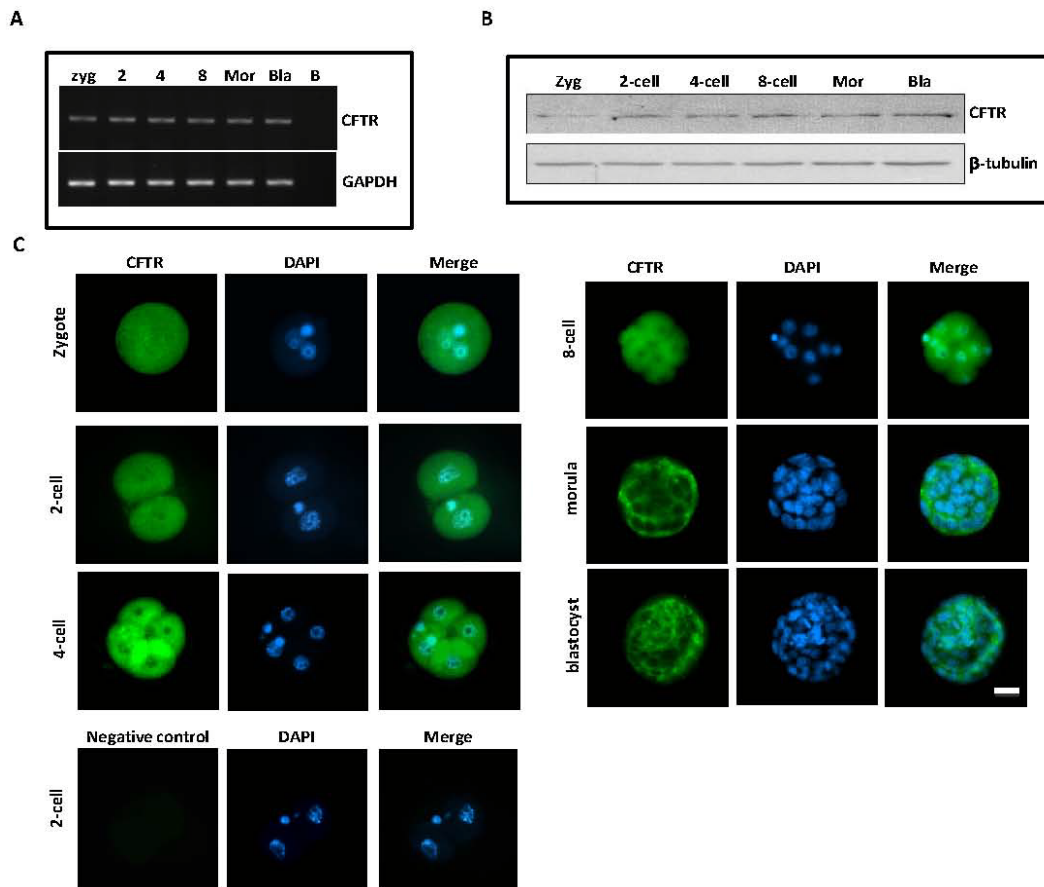 A
zyg 2 4 8 Mor Bla B
CFTR
GAPDH
B
Zyg 2-cell 4-cell 8-cell Mor Bla
CFTR
β-tubulin
C
CFTR DAPI Merge
Zygote
2-cell
4-cell
Negative control DAPI Merge
2-cell
CFTR DAPI Merge
8-cell
morula
blastocyst